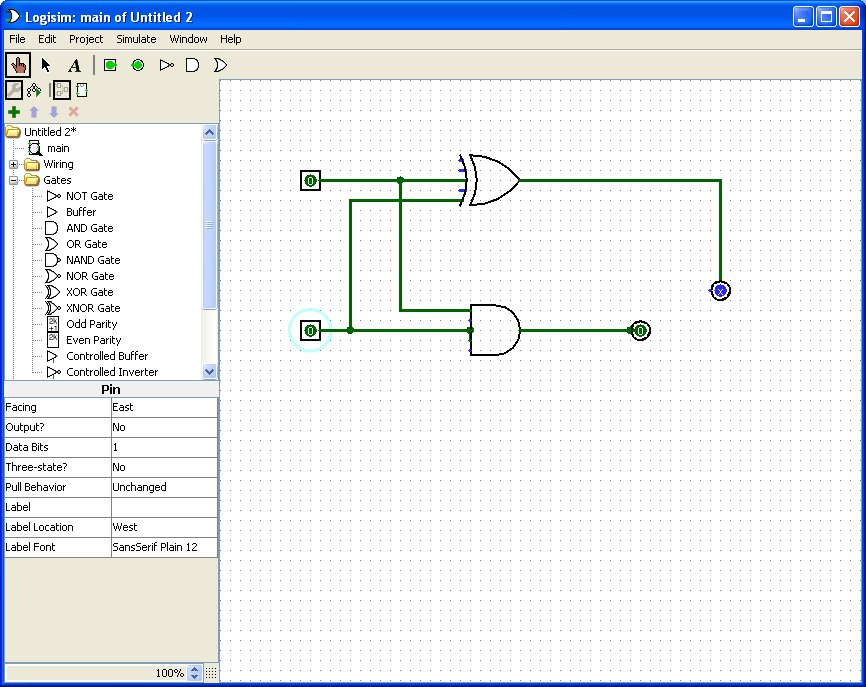 Logisim: main of Untitled 2
File Edit Project Simulate Window Help
A
Untitled 2*
main
Wiring
Gates
NOT Gate
Buffer
AND Gate
OR Gate
NAND Gate
NOR Gate
XOR Gate
XNOR Gate
Odd Parity
Even Parity
Controlled Buffer
Controlled Inverter
Pin
Facing East
Output? No
Data Bits 1
Three-state? No
Pull Behavior Unchanged
Label
Label Location West
Label Font SansSerif Plain 12
100%
0
x
0
0